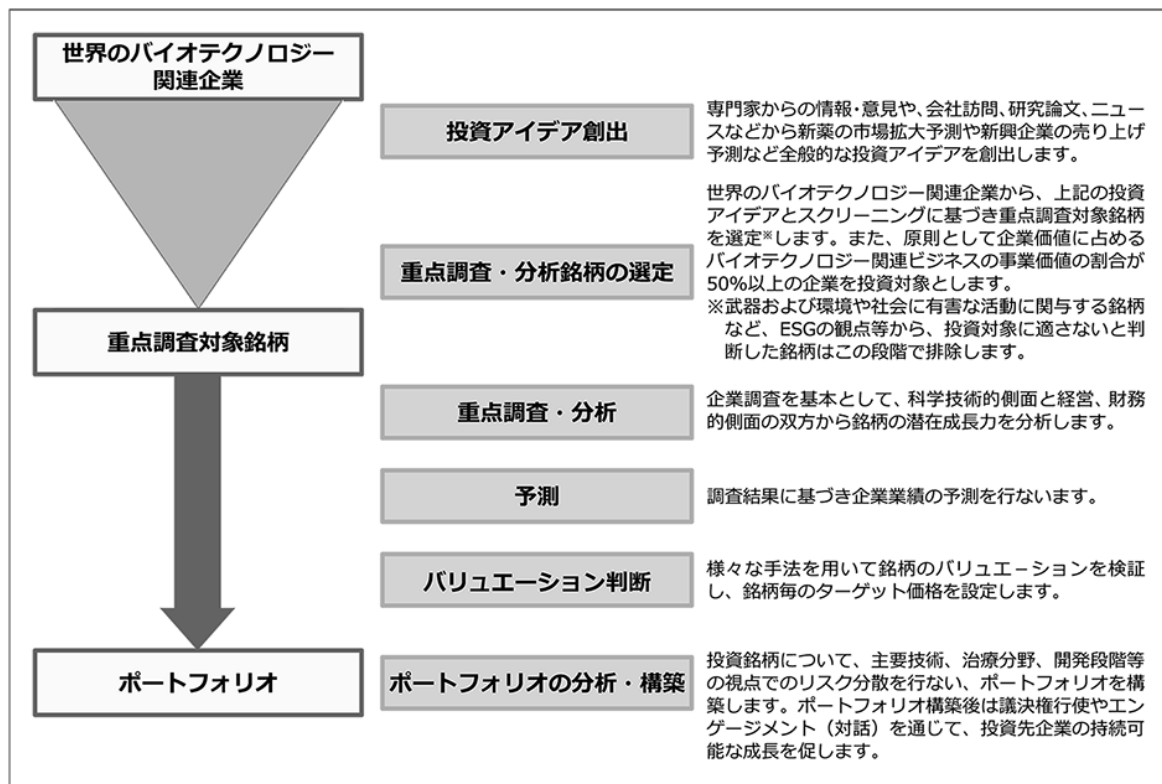 世界のバイオテクノロジー
関連企業
投資アイデア創出
専門家からの情報・意見や、会社訪問、研究論文、ニュー
スなどから新薬の市場拡大予測や新興企業の売り上げ
予測など全般的な投資アイデアを創出します。
重点調査・分析銘柄の選定
世界のバイオテクノロジー関連企業から、上記の投資
アイデアとスクリーニングに基づき重点調査対象銘柄
を選定※します。また、原則として企業価値に占める
バイオテクノロジー関連ビジネスの事業価値の割合が
50%以上の企業を投資対象とします。
※武器および環境や社会に有害な活動に関与する銘柄
など、ESGの観点等から、投資対象に適さないと判
断した銘柄はこの段階で排除します。
重点調査対象銘柄
重点調査・分析
企業調査を基本として、科学技術的側面と経営、財務
的側面の双方から銘柄の潜在成長力を分析します。
予測
調査結果に基づき企業業績の予測を行ないます。
バリュエーション判断
様々な手法を用いて銘柄のバリュエ－ションを検証
し、銘柄毎のターゲット価格を設定します。
ポートフォリオ
ポートフォリオの分析・構築
投資銘柄について、主要技術、治療分野、開発段階等
の視点でのリスク分散を行ない、ポートフォリオを構
築します。ポートフォリオ構築後は議決権行使やエン
ゲージメント（対話）を通じて、投資先企業の持続可
能な成長を促します。